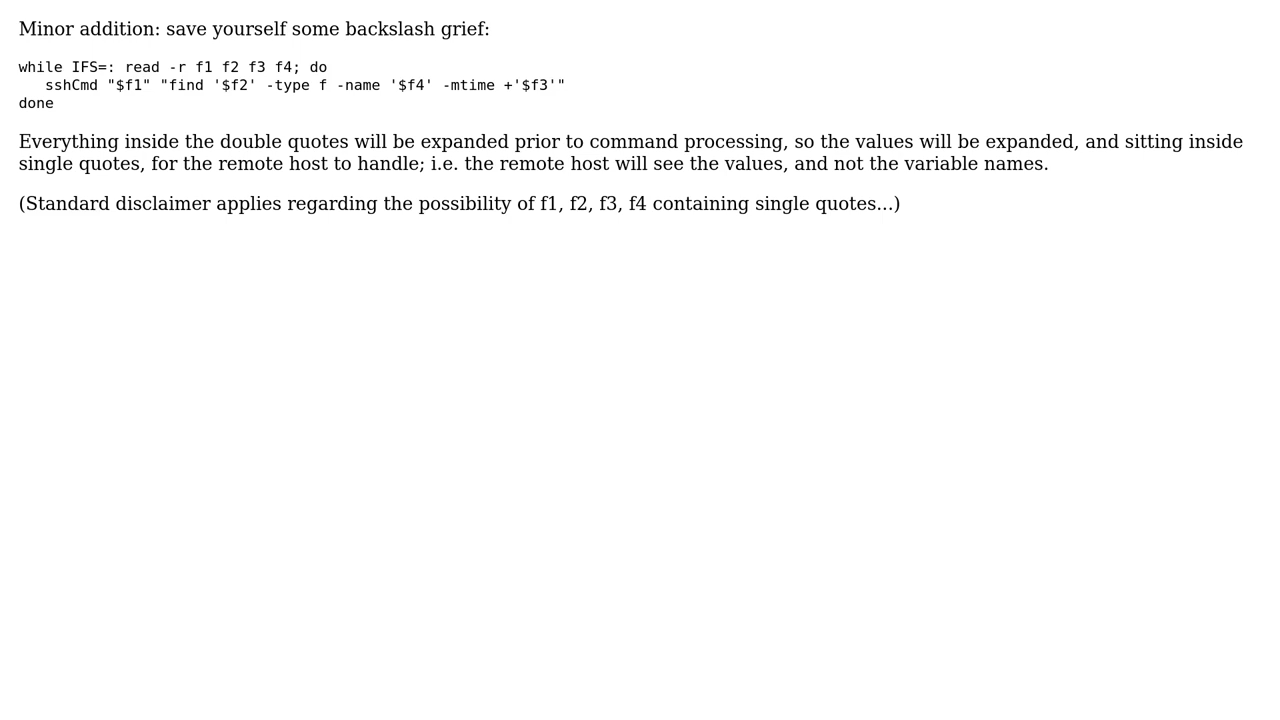 Minor addition: save yourself some backslash grief:
while IFS=: read -r f1 f2 f3 f4; do
   sshCmd "$f1" "find '$f2' -type f -name '$f4' -mtime +'$f3'"
done
Everything inside the double quotes will be expanded prior to command processing, so the values will be expanded, and sitting inside
single quotes, for the remote host to handle; i.e. the remote host will see the values, and not the variable names.
(Standard disclaimer applies regarding the possibility of f1, f2, f3, f4 containing single quotes...)